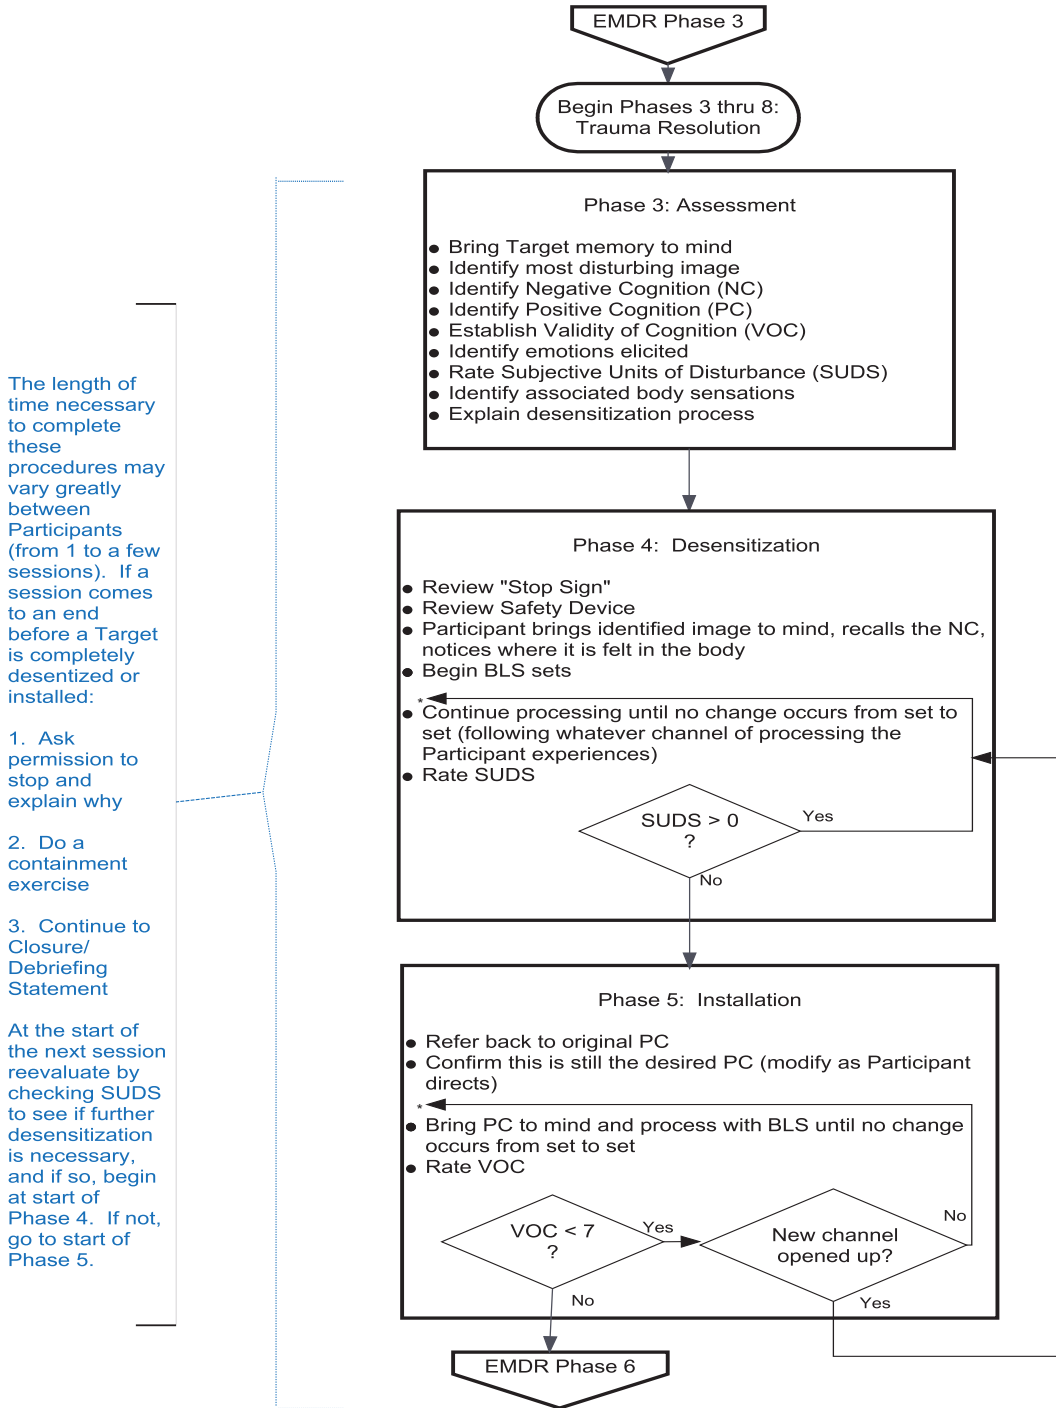 EMDR Phase 3
Begin Phases 3 thru 8:
Trauma Resolution
Phase 3: Assessment
● Bring Target memory to mind
● Identify most disturbing image
● Identify Negative Cognition (NC)
● Identify Positive Cognition (PC)
● Establish Validity of Cognition (VOC)
● Identify emotions elicited
● Rate Subjective Units of Disturbance (SUDS)
● Identify associated body sensations
● Explain desensitization process
The length of
time necessary
to complete
these
procedures may
vary greatly
between
Participants
(from 1 to a few
sessions). If a
session comes
to an end
before a Target
is completely
desentized or
installed:
1. Ask
permission to
stop and
explain why
2. Do a
containment
exercise
3. Continue to
Closure/
Debriefing
Statement
At the start of
the next session
reevaluate by
checking SUDS
to see if further
desensitization
is necessary,
and if so, begin
at start of
Phase 4. If not,
go to start of
Phase 5.
Phase 4: Desensitization
● Review "Stop Sign"
● Review Safety Device
● Participant brings identified image to mind, recalls the NC,
notices where it is felt in the body
● Begin BLS sets
*
● Continue processing until no change occurs from set to
set (following whatever channel of processing the
Participant experiences)
● Rate SUDS
SUDS > 0
?
Yes
No
Phase 5: Installation
● Refer back to original PC
● Confirm this is still the desired PC (modify as Participant
directs)
*
● Bring PC to mind and process with BLS until no change
occurs from set to set
● Rate VOC
VOC < 7
?
Yes
No
New channel
opened up?
No
Yes
EMDR Phase 6